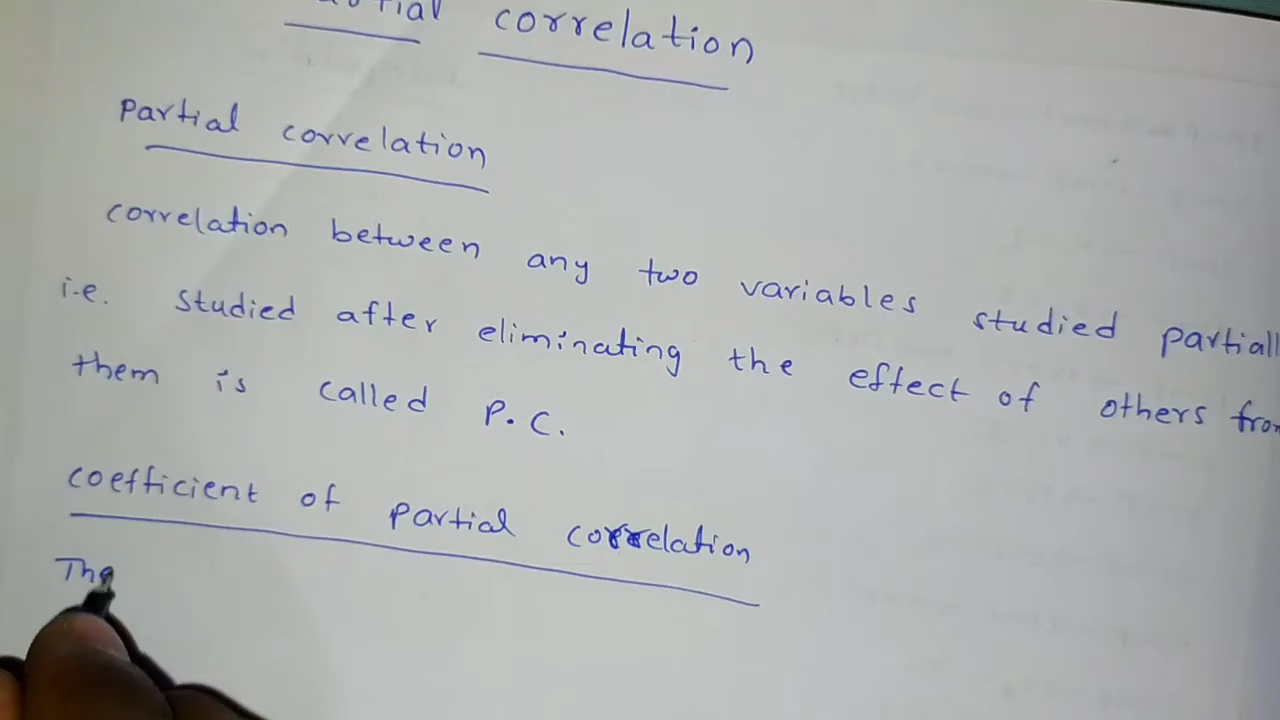 correlation
Partial correlation
correlation between any two variables studied partiall
i.e. studied after eliminating the effect of others from
them is called P.C.
coefficient of partial correlation
The